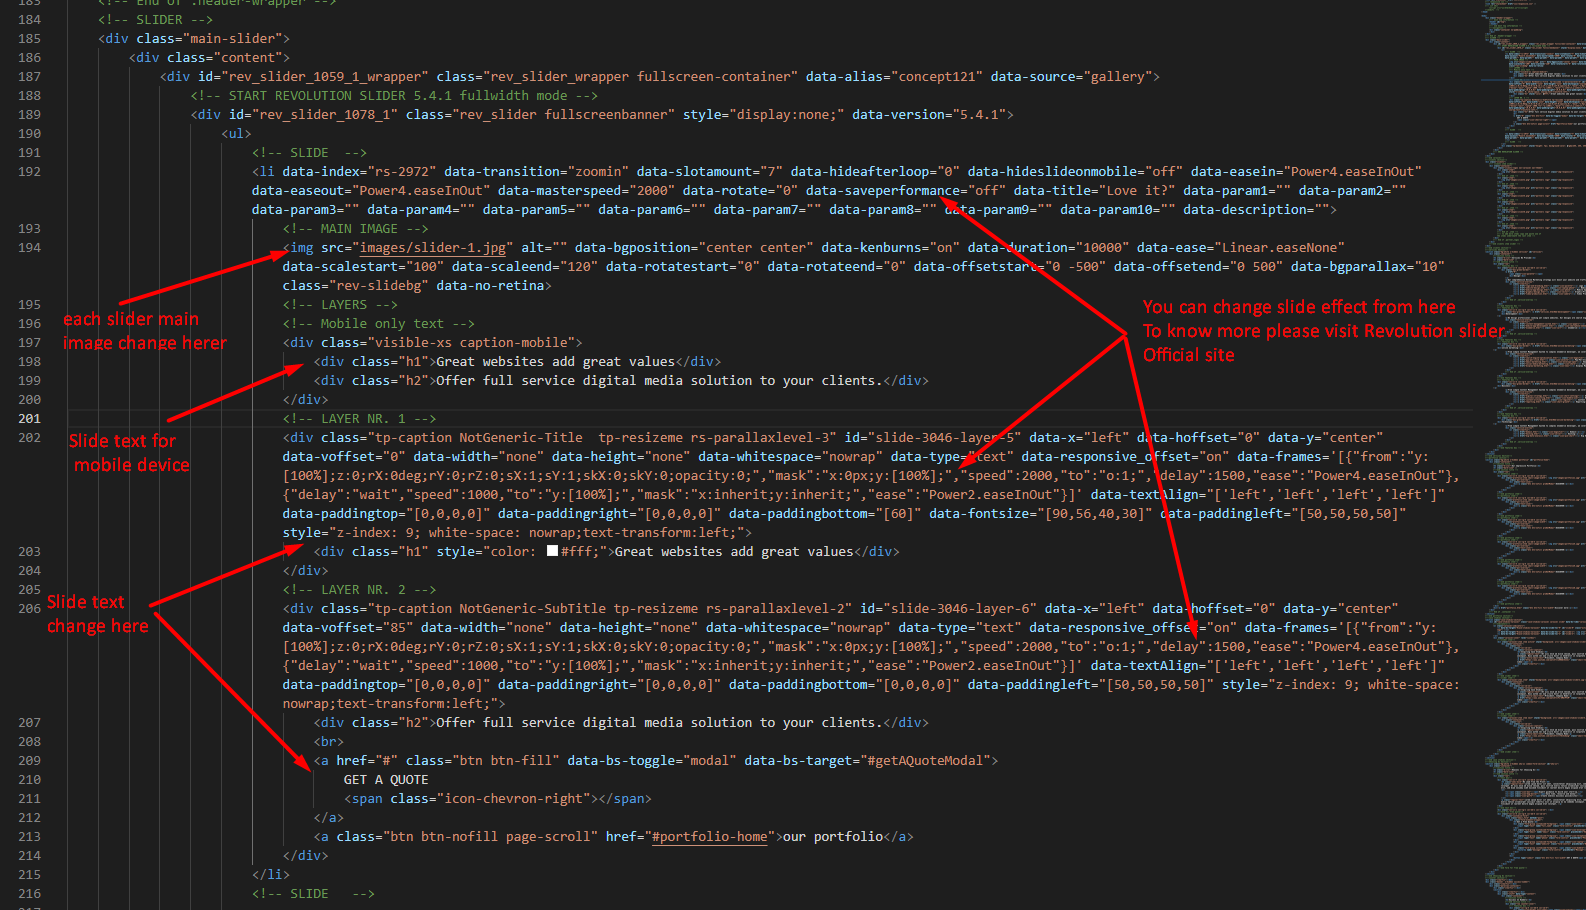 183 <!-- End of .header-wrapper -->
184 <!-- SLIDER -->
185 <div class="main-slider">
186 <div class="content">
187 <div id="rev_slider_1059_1_wrapper" class="rev_slider_wrapper fullscreen-container" data-alias="concept121" data-source="gallery">
188 <!-- START REVOLUTION SLIDER 5.4.1 fullwidth mode -->
189 <div id="rev_slider_1078_1" class="rev_slider fullscreenbanner" style="display:none;" data-version="5.4.1">
190 <ul>
191 <!-- SLIDE  -->
192 <li data-index="rs-2972" data-transition="zoomin" data-slotamount="7" data-hideafterloop="0" data-hideslideonmobile="off" data-easein="Power4.easeInOut"
data-easeout="Power4.easeInOut" data-masterspeed="2000" data-rotate="0" data-saveperformance="off" data-title="Love it?" data-param1="" data-param2=""
data-param3="" data-param4="" data-param5="" data-param6="" data-param7="" data-param8="" data-param9="" data-param10="" data-description="">
193 <!-- MAIN IMAGE -->
194 <img src="images/slider-1.jpg" alt="" data-bgposition="center center" data-kenburns="on" data-duration="10000" data-ease="Linear.easeNone"
data-scalestart="100" data-scaleend="120" data-rotatestart="0" data-rotateend="0" data-offsetstart="0 -500" data-offsetend="0 500" data-bgparallax="10"
class="rev-slidebg" data-no-retina>
195 <!-- LAYERS -->
196 <!-- Mobile only text -->
197 <div class="visible-xs caption-mobile">
198 <div class="h1">Great websites add great values</div>
199 <div class="h2">Offer full service digital media solution to your clients.</div>
200 </div>
each slider main
image change herer
You can change slide effect from here
To know more please visit Revolution slider
Official site
201 <!-- LAYER NR. 1 -->
202 <div class="tp-caption NotGeneric-Title  tp-resizeme rs-parallaxlevel-3" id="slide-3046-layer-5" data-x="left" data-hoffset="0" data-y="center"
data-voffset="0" data-width="none" data-height="none" data-whitespace="nowrap" data-type="text" data-responsive_offset="on" data-frames='[{"from":"y:
[100%];z:0;rX:0deg;rY:0;rZ:0;sX:1;sY:1;skX:0;skY:0;opacity:0;","mask":"x:0px;y:[100%];","speed":2000,"to":"o:1;","delay":1500,"ease":"Power4.easeInOut"},
{"delay":"wait","speed":1000,"to":"y:[100%];","mask":"x:inherit;y:inherit;","ease":"Power2.easeInOut"}]' data-textAlign="['left','left','left','left']"
data-paddingtop="[0,0,0,0]" data-paddingright="[0,0,0,0]" data-paddingbottom="[60]" data-fontsize="[90,56,40,30]" data-paddingleft="[50,50,50,50]"
style="z-index: 9; white-space: nowrap;text-transform:left;">
Slide text for
mobile device
203 <div class="h1" style="color: #fff;">Great websites add great values</div>
204 </div>
205 <!-- LAYER NR. 2 -->
206 <div class="tp-caption NotGeneric-SubTitle tp-resizeme rs-parallaxlevel-2" id="slide-3046-layer-6" data-x="left" data-hoffset="0" data-y="center"
data-voffset="85" data-width="none" data-height="none" data-whitespace="nowrap" data-type="text" data-responsive_offset="on" data-frames='[{"from":"y:
[100%];z:0;rX:0deg;rY:0;rZ:0;sX:1;sY:1;skX:0;skY:0;opacity:0;","mask":"x:0px;y:[100%];","speed":2000,"to":"o:1;","delay":1500,"ease":"Power4.easeInOut"},
{"delay":"wait","speed":1000,"to":"y:[100%];","mask":"x:inherit;y:inherit;","ease":"Power2.easeInOut"}]' data-textAlign="['left','left','left','left']"
data-paddingtop="[0,0,0,0]" data-paddingright="[0,0,0,0]" data-paddingbottom="[0,0,0,0]" data-paddingleft="[50,50,50,50]" style="z-index: 9; white-space:
nowrap;text-transform:left;">
Slide text
change here
207 <div class="h2">Offer full service digital media solution to your clients.</div>
208 <br>
209 <a href="#" class="btn btn-fill" data-bs-toggle="modal" data-bs-target="#getAQuoteModal">
210 GET A QUOTE
211 <span class="icon-chevron-right"></span>
212 </a>
213 <a class="btn btn-nofill page-scroll" href="#portfolio-home">our portfolio</a>
214 </div>
215 </li>
216 <!-- SLIDE   -->
217